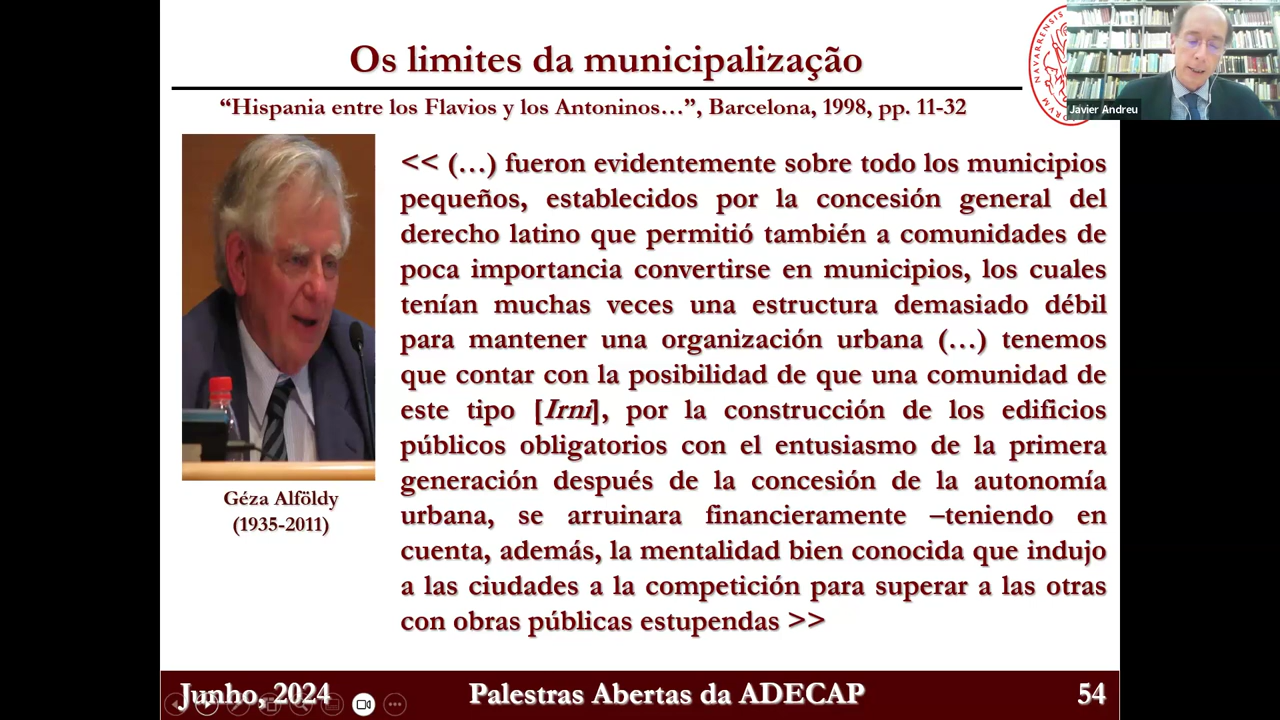 Os limites da municipalização
“Hispania entre los Flavios y los Antoninos…”, Barcelona, 1998, pp. 11-32
NAVARRENSIS
Javier Andreu
<< (…) fueron evidentemente sobre todo los municipios
pequeños, establecidos por la concesión general del
derecho latino que permitió también a comunidades de
poca importancia convertirse en municipios, los cuales
tenían muchas veces una estructura demasiado débil
para mantener una organización urbana (…) tenemos
que contar con la posibilidad de que una comunidad de
este tipo [Irni], por la construcción de los edificios
públicos obligatorios con el entusiasmo de la primera
generación después de la concesión de la autonomía
urbana, se arruinara financieramente –teniendo en
cuenta, además, la mentalidad bien conocida que indujo
a las ciudades a la competición para superar a las otras
con obras públicas estupendas >>
Géza Alföldy
(1935-2011)
Junho, 2024
Palestras Abertas da ADECAP
54